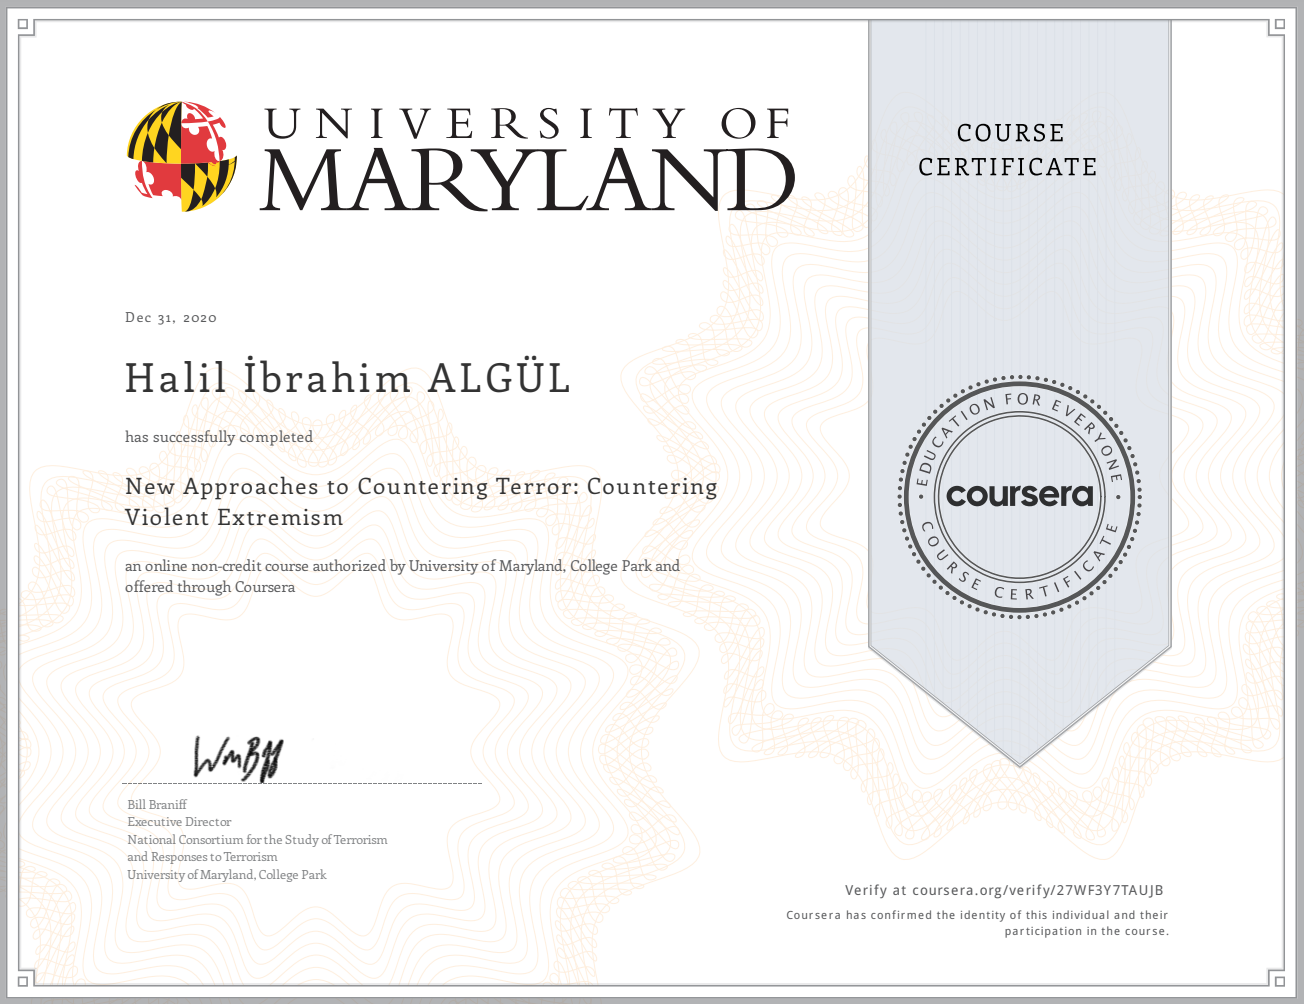 UNIVERSITY OF
MARYLAND
COURSE
CERTIFICATE
Dec 31, 2020
Halil İbrahim ALGÜL
has successfully completed
New Approaches to Countering Terror: Countering
Violent Extremism
an online non-credit course authorized by University of Maryland, College Park and
offered through Coursera
EDUCATION FOR EVERYONE
coursera
COURSE CERTIFICATE
WmBff
Bill Braniff
Executive Director
National Consortium for the Study of Terrorism
and Responses to Terrorism
University of Maryland, College Park
Verify at coursera.org/verify/27WF3Y7TAUJB
Coursera has confirmed the identity of this individual and their
participation in the course.